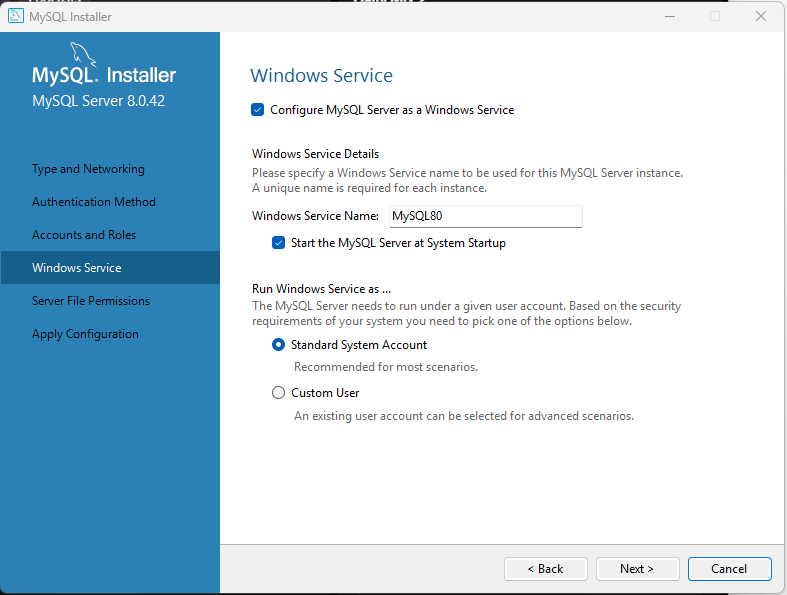 MySQL Installer
MySQL. Installer
MySQL Server 8.0.42
Type and Networking
Authentication Method
Accounts and Roles
Windows Service
Server File Permissions
Apply Configuration
Windows Service
Configure MySQL Server as a Windows Service
Windows Service Details
Please specify a Windows Service name to be used for this MySQL Server instance.
A unique name is required for each instance.
Windows Service Name: MySQL80
Start the MySQL Server at System Startup
Run Windows Service as ...
The MySQL Server needs to run under a given user account. Based on the security
requirements of your system you need to pick one of the options below.
Standard System Account
Recommended for most scenarios.
Custom User
An existing user account can be selected for advanced scenarios.
< Back Next > Cancel